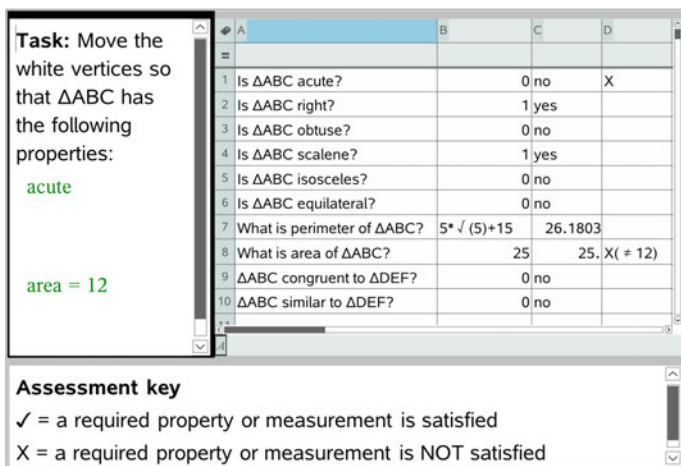 Task: Move the
white vertices so
that ΔABC has
the following
properties:
acute
area = 12
A B C D
=
1 Is ΔABC acute? 0 no X
2 Is ΔABC right? 1 yes
3 Is ΔABC obtuse? 0 no
4 Is ΔABC scalene? 1 yes
5 Is ΔABC isosceles? 0 no
6 Is ΔABC equilateral? 0 no
7 What is perimeter of ΔABC? 5*√(5)+15 26.1803
8 What is area of ΔABC? 25 25. X( ≠ 12)
9 ΔABC congruent to ΔDEF? 0 no
10 ΔABC similar to ΔDEF? 0 no
A
Assessment key
✓ = a required property or measurement is satisfied
X = a required property or measurement is NOT satisfied